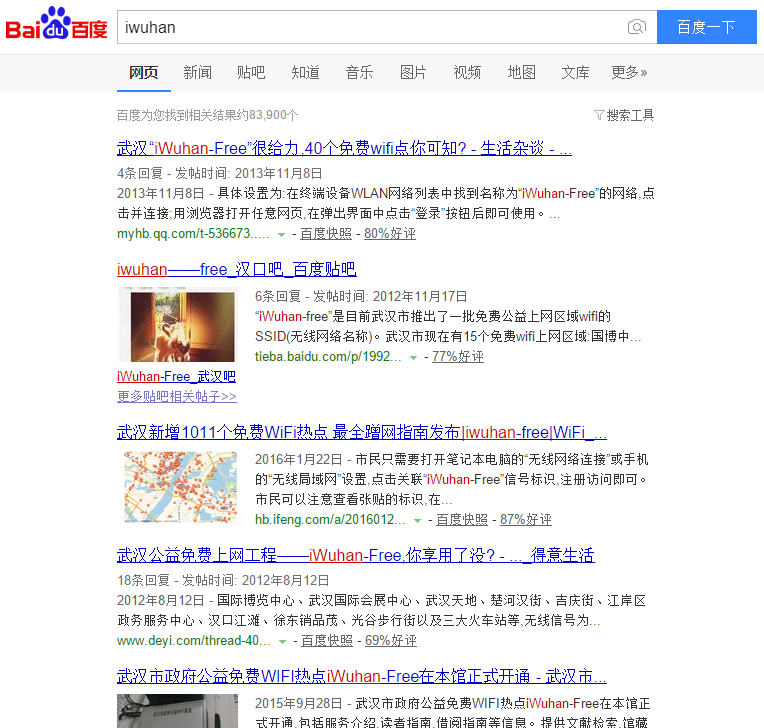 Bai du 百度 iwuhan 百度一下
网页 新闻 贴吧 知道 音乐 图片 视频 地图 文库 更多»
百度为您找到相关结果约83,900个 搜索工具
武汉“iWuhan-Free”很给力,40个免费wifi点你可知? - 生活杂谈 - ...
4条回复 - 发帖时间: 2013年11月8日
2013年11月8日 - 具体设置为:在终端设备WLAN网络列表中找到名称为“iWuhan-Free”的网络,点
击并连接;用浏览器打开任意网页,在弹出界面中点击“登录”按钮后即可使用。...
myhb.qq.com/t-536673..... - 百度快照 - 80%好评
iwuhan——free_汉口吧_百度贴吧
6条回复 - 发帖时间: 2012年11月17日
“iWuhan-free”是目前武汉市推出了一批免费公益上网区域wifi的
SSID(无线网络名称)。武汉市现在有15个免费wifi上网区域:国博中...
tieba.baidu.com/p/1992... - 77%好评
iWuhan-Free_武汉吧
更多贴吧相关帖子>>
武汉新增1011个免费WiFi热点 最全蹭网指南发布|iwuhan-free|WiFi_...
2016年1月22日 - 市民只需要打开笔记本电脑的“无线网络连接”或手机
的“无线局域网”设置,点击关联“iWuhan-Free”信号标识,注册访问即可。
市民可以注意查看张贴的标识,在...
hb.ifeng.com/a/2016012... - 百度快照 - 87%好评
武汉公益免费上网工程——iWuhan-Free,你享用了没? - ..._得意生活
18条回复 - 发帖时间: 2012年8月12日
2012年8月12日 - 国际博览中心、武汉国际会展中心、武汉天地、楚河汉街、吉庆街、江岸区
政务服务中心、汉口江滩、徐东销品茂、光谷步行街以及三大火车站等,无线信号为...
www.deyi.com/thread-40... - 百度快照 - 69%好评
武汉市政府公益免费WIFI热点iWuhan-Free在本馆正式开通 - 武汉市...
2015年9月28日 - 武汉市政府公益免费WIFI热点iWuhan-Free在本馆正
式开通,包括服务介绍,读者指南,借阅指南等信息。提供文献检索,馆藏